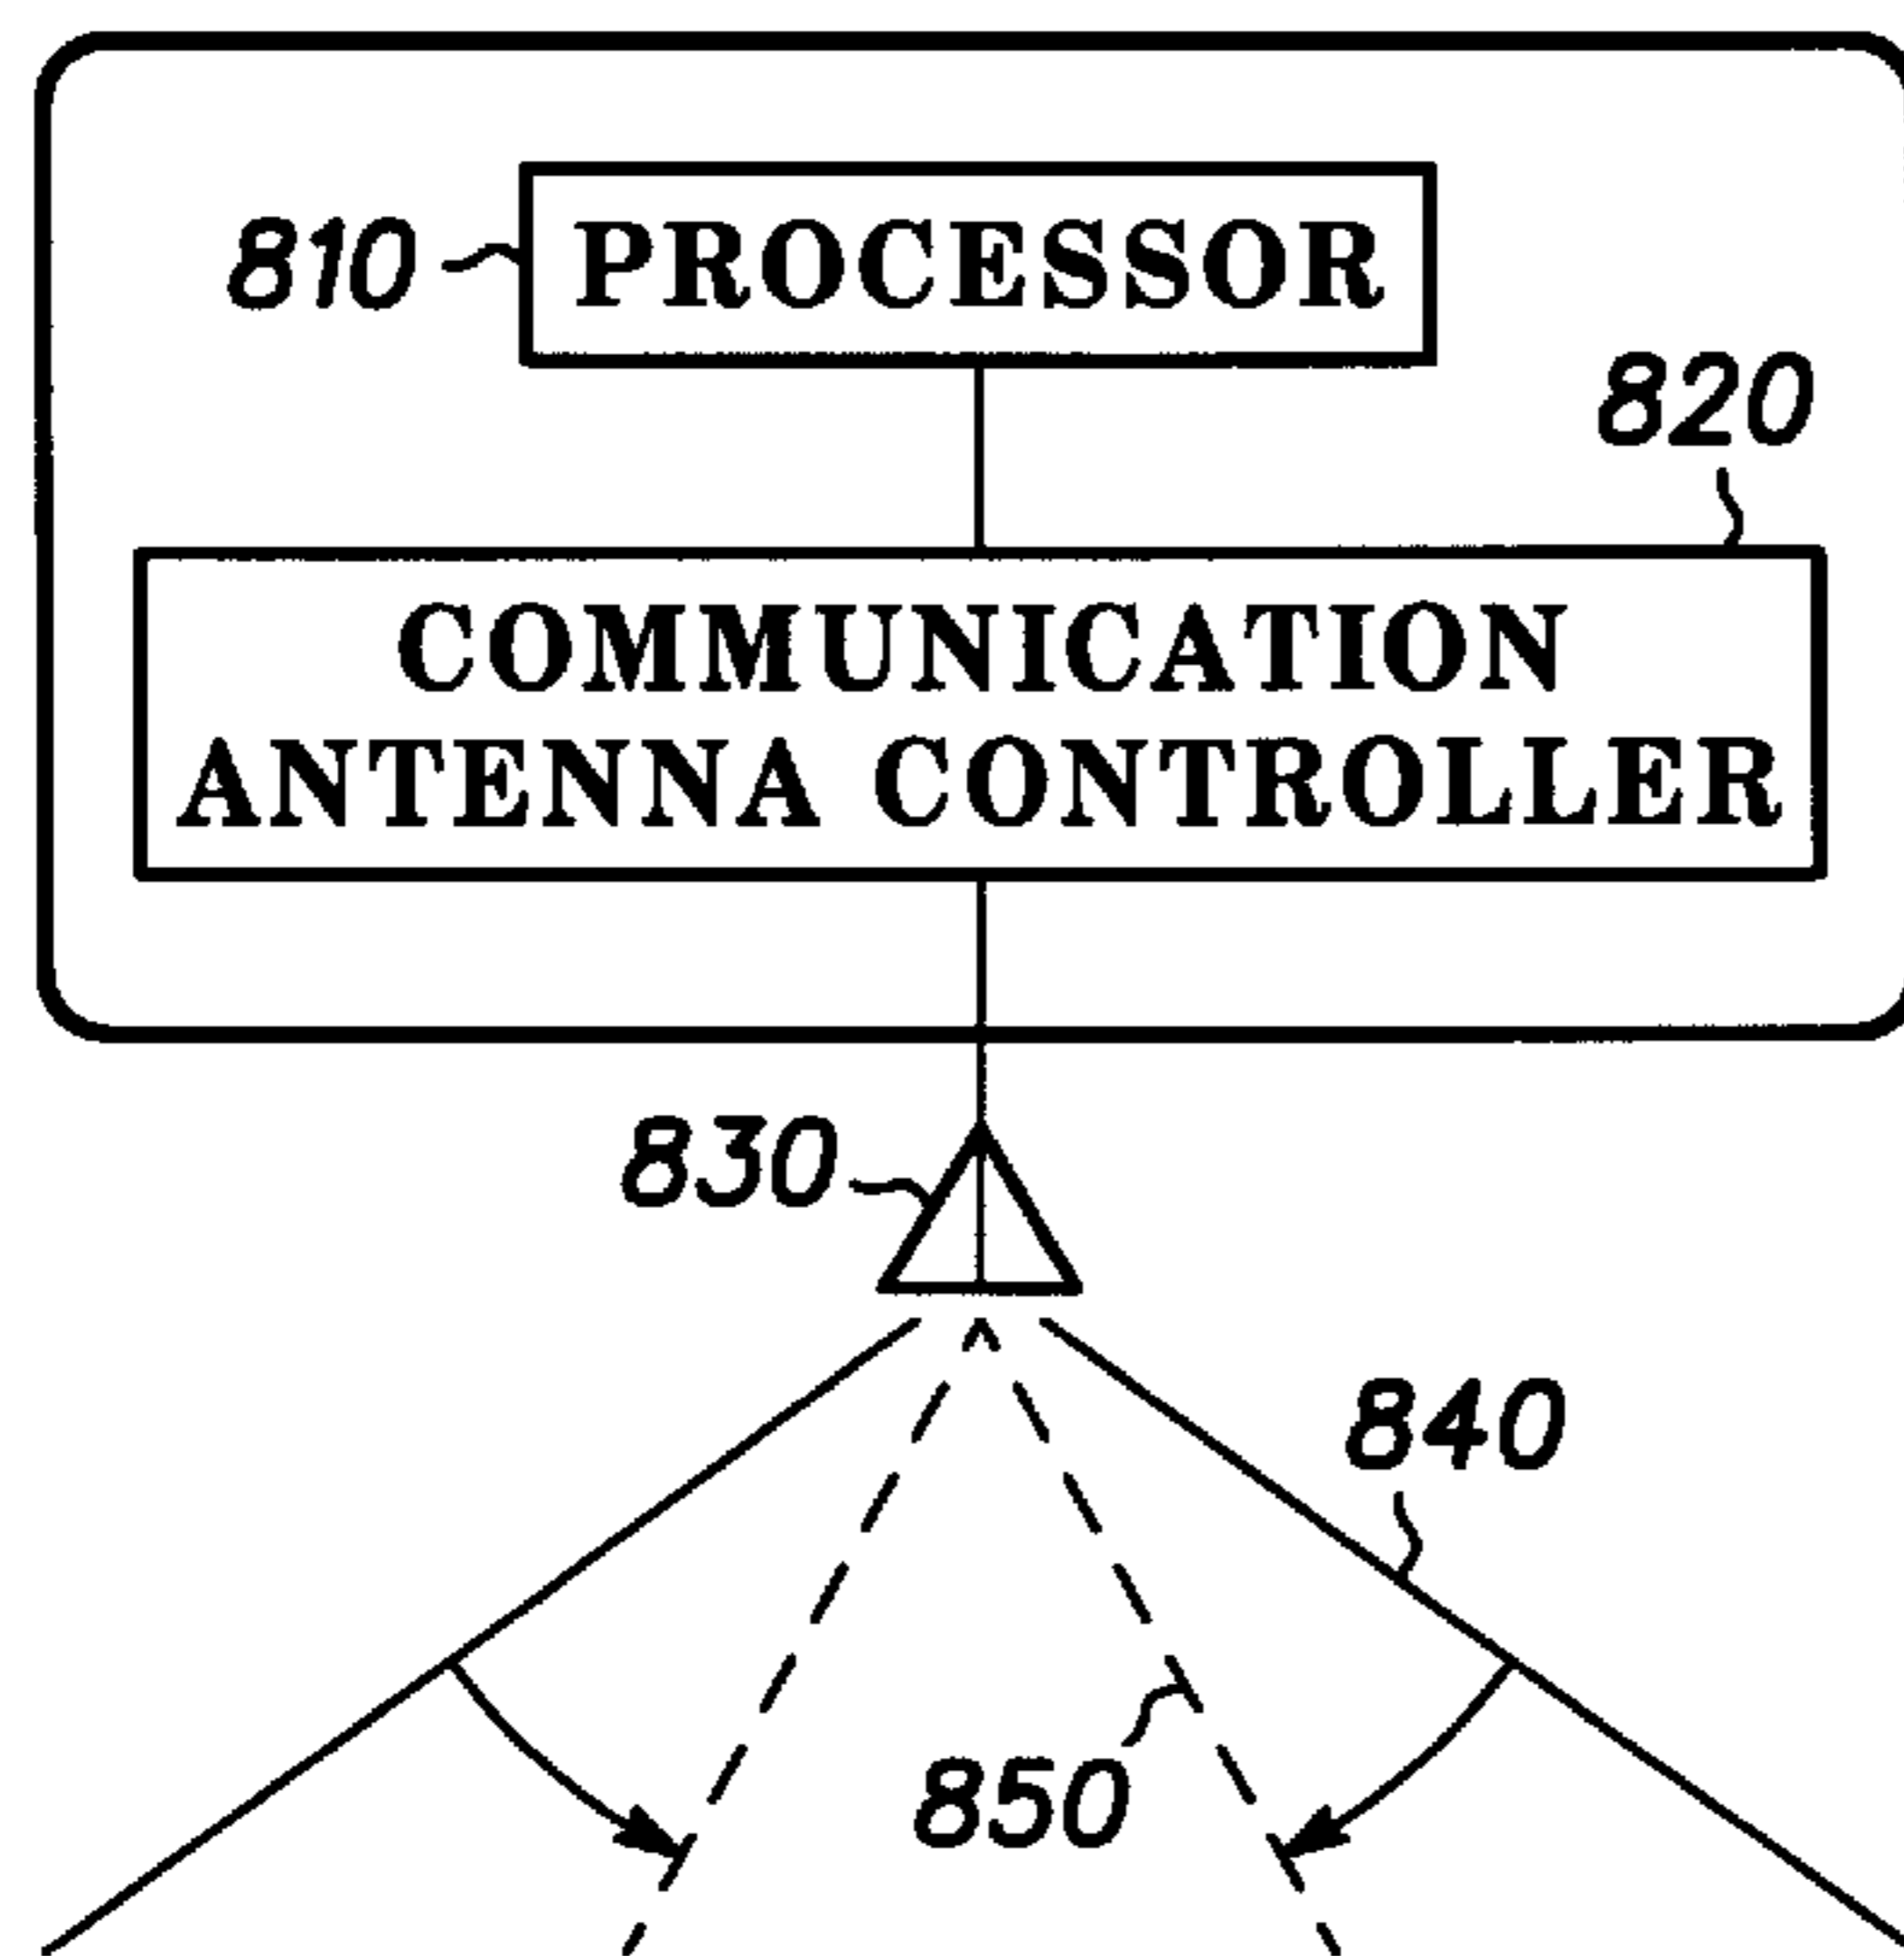 810
PROCESSOR
820
COMMUNICATION
ANTENNA CONTROLLER
830
840
850